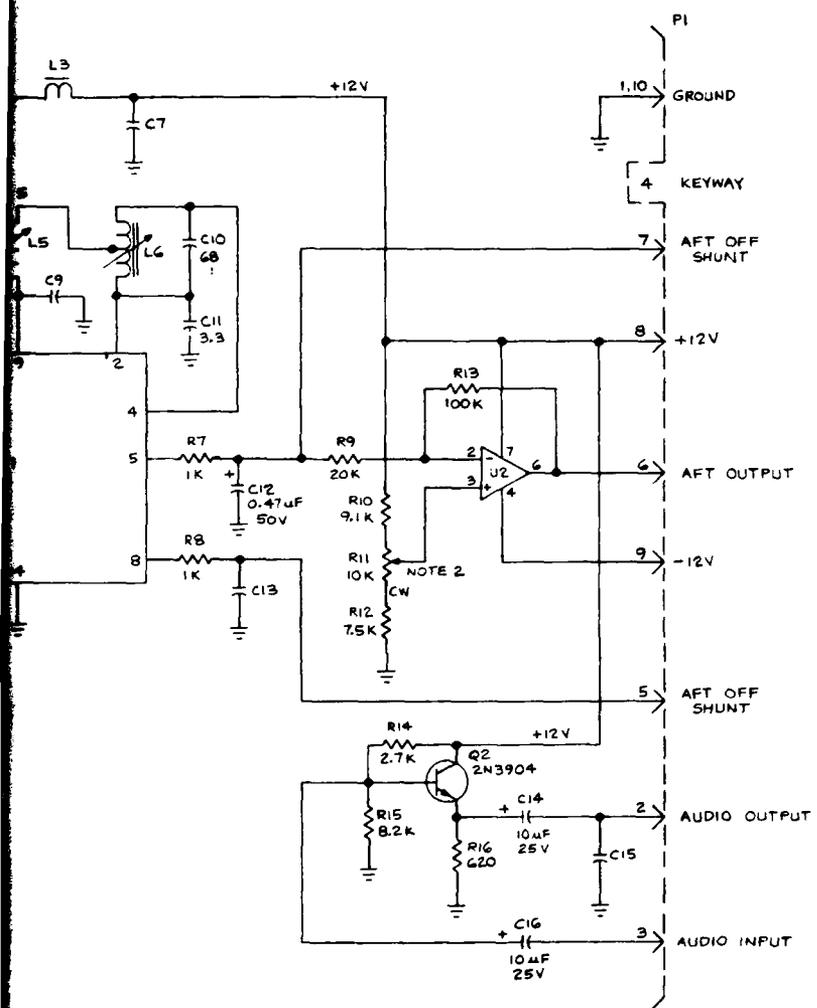 P1
L3
+12V
1,10
GROUND
C7
4
KEYWAY
L5
L6
C10
68
7
AFT OFF
SHUNT
C9
C11
3.3
8
+12V
2
R13
100K
4
5
R7
1K
R9
20K
2
7
U2
6
6
AFT OUTPUT
3
4
+
C12
0.47uF
50V
R10
9.1K
R8
1K
8
R11
10K
NOTE 2
9
-12V
C13
CW
R12
7.5K
5
AFT OFF
SHUNT
R14
2.7K
+12V
Q2
2N3904
R15
8.2K
+
C14
10uF
25V
2
AUDIO OUTPUT
R16
620
C15
+
C16
10uF
25V
3
AUDIO INPUT